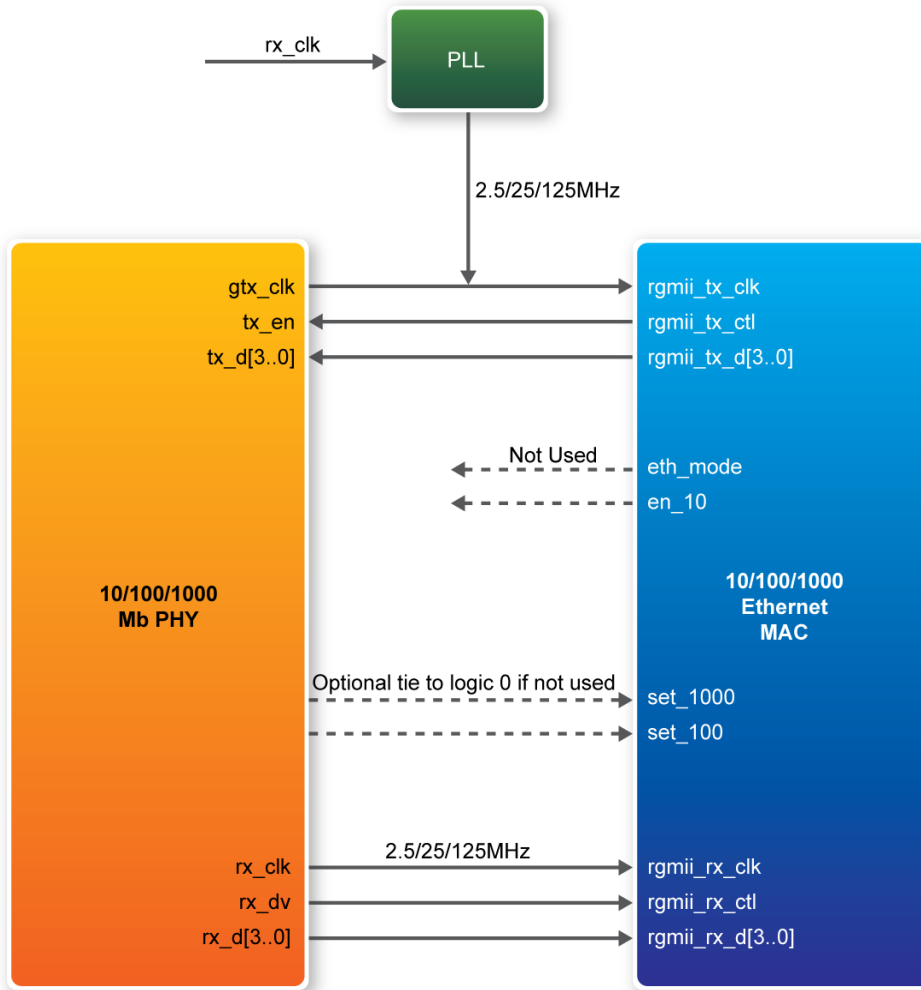 rx_clk
PLL
2.5/25/125MHz
gtx_clk
rgmii_tx_clk
tx_en
rgmii_tx_ctl
tx_d[3..0]
rgmii_tx_d[3..0]
Not Used
eth_mode
en_10
10/100/1000
Mb PHY
10/100/1000
Ethernet
MAC
Optional tie to logic 0 if not used
set_1000
set_100
2.5/25/125MHz
rx_clk
rgmii_rx_clk
rx_dv
rgmii_rx_ctl
rx_d[3..0]
rgmii_rx_d[3..0]